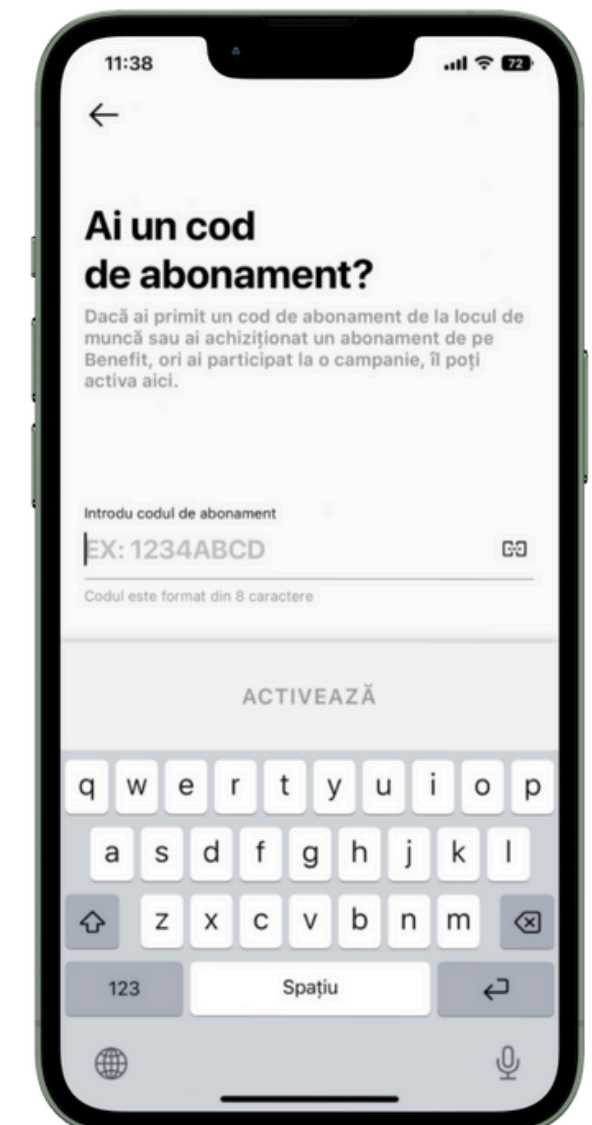 11:38
72
Ai un cod
de abonament?
Dacă ai primit un cod de abonament de la locul de
muncă sau ai achiziționat un abonament de pe
Benefit, ori ai participat la o campanie, îl poți
activa aici.
Introdu codul de abonament
EX: 1234ABCD
Codul este format din 8 caractere
ACTIVEAZĂ
q w e r t y u i o p
a s d f g h j k l
z x c v b n m
123 Spațiu